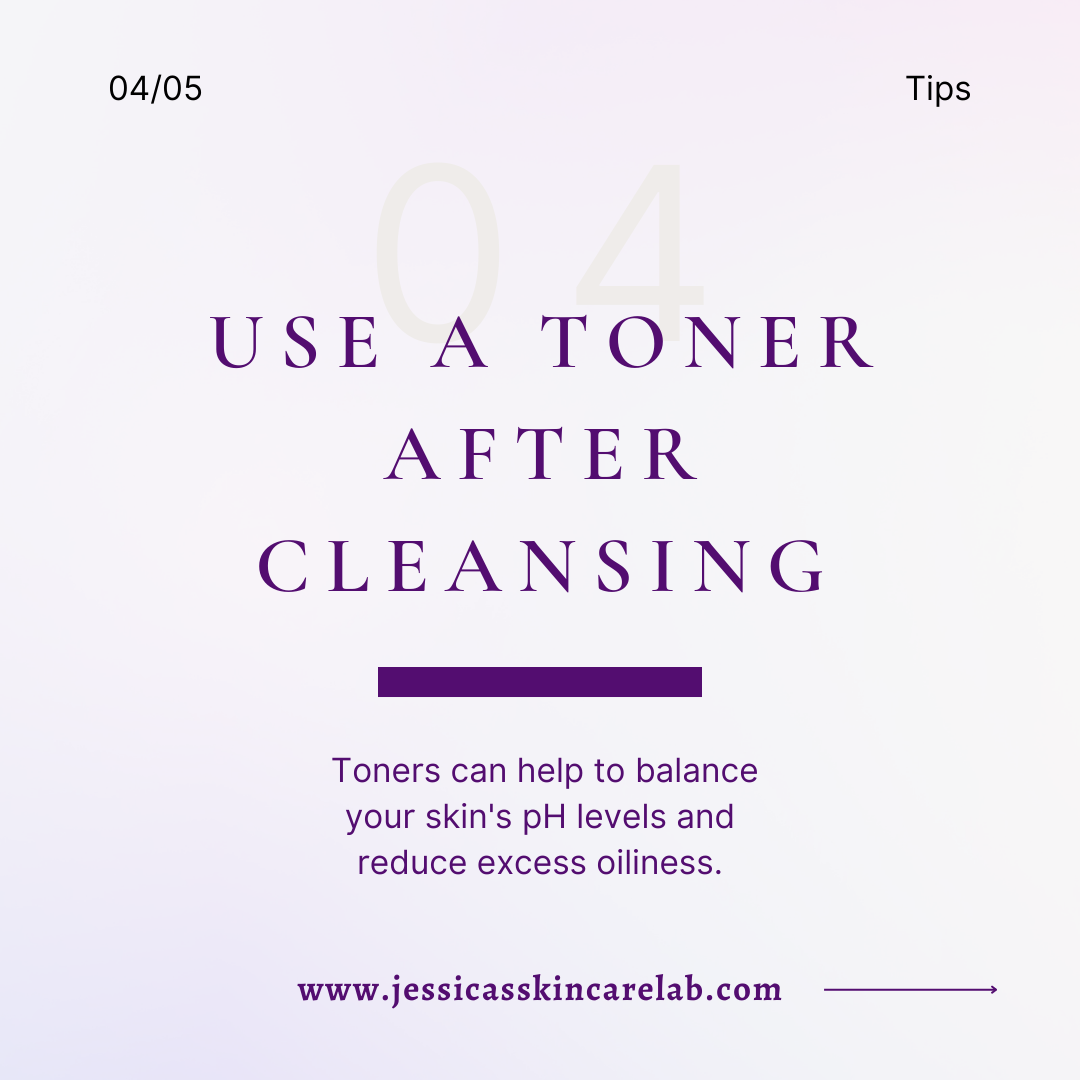 04/05
Tips
04
USE A TONER
AFTER
CLEANSING
Toners can help to balance
your skin's pH levels and
reduce excess oiliness.
www.jessicasskincarelab.com